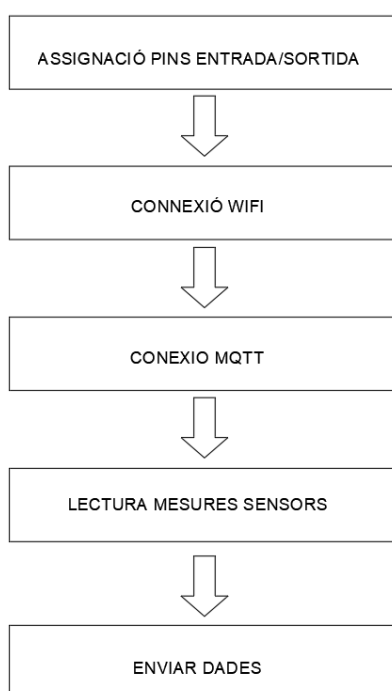 ASSIGNACIÓ PINS ENTRADA/SORTIDA
CONNEXIÓ WIFI
CONEXIO MQTT
LECTURA MESURES SENSORS
ENVIAR DADES